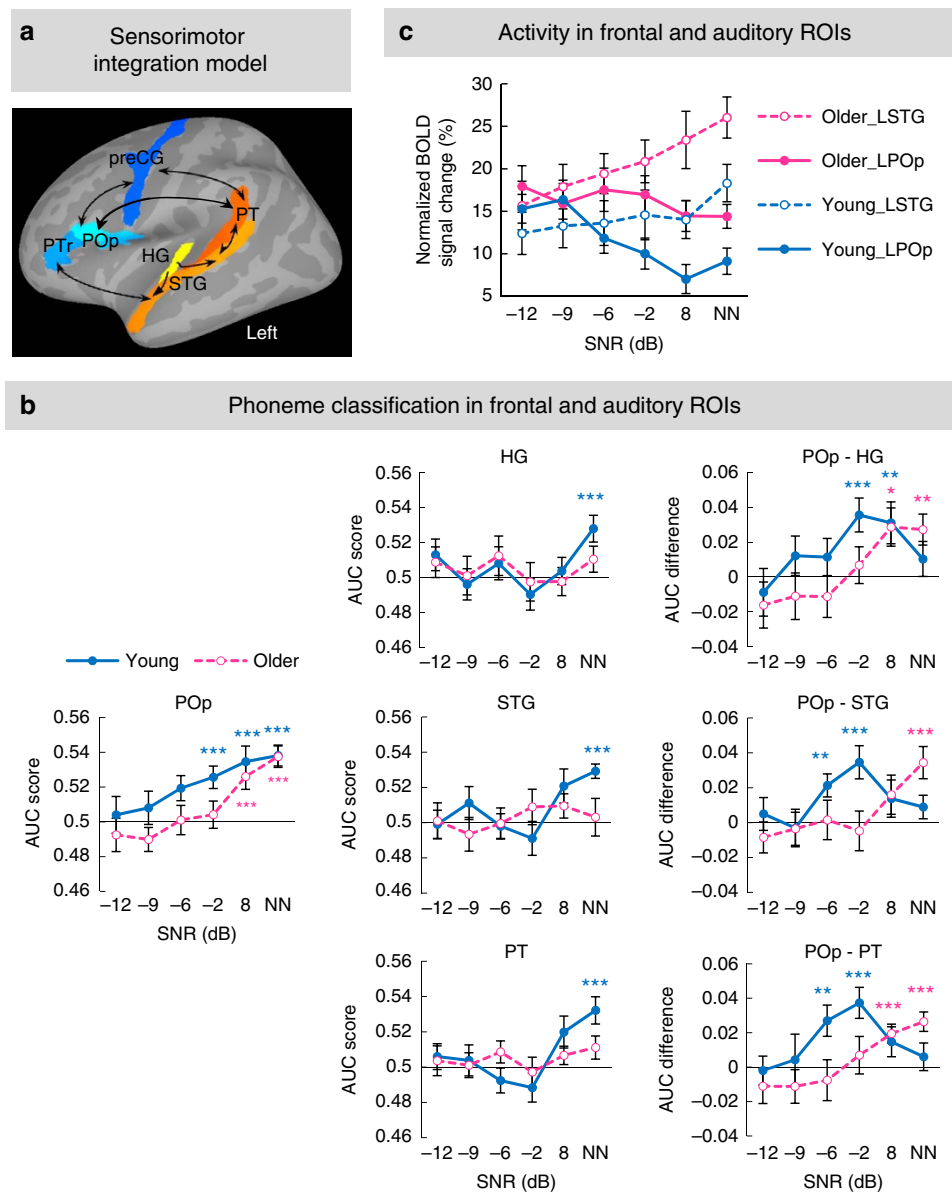 a
Sensorimotor
integration model
preCG
PT
PTr
POp
HG
STG
Left
c
Activity in frontal and auditory ROIs
Normalized BOLD
signal change (%)
30
25
20
15
10
5
–12 –9 –6 –2 8 NN
SNR (dB)
Older_LSTG
Older_LPOp
Young_LSTG
Young_LPOp
b
Phoneme classification in frontal and auditory ROIs
Young
Older
POp
AUC score
0.56
0.54
0.5
0.48
0.46
*** *** ***
*** ***
–12 –9 –6 –2 8 NN
SNR (dB)
HG
AUC score
0.56
0.54
0.52
0.5
0.48
0.46
***
–12 –9 –6 –2 8 NN
STG
AUC score
0.56
0.54
0.52
0.5
0.48
0.46
***
–12 –9 –6 –2 8 NN
PT
AUC score
0.56
0.54
0.52
0.5
0.48
0.46
***
–12 –9 –6 –2 8 NN
SNR (dB)
POp - HG
AUC difference
0.06
0.04
0.02
0
–0.02
–0.04
*** ** * **
–12 –9 –6 –2 8 NN
POp - STG
AUC difference
0.06
0.04
0.02
0
–0.02
–0.04
** *** ***
–12 –9 –6 –2 8 NN
POp - PT
AUC difference
0.06
0.04
0.02
0
–0.02
–0.04
** *** *** ***
–12 –9 –6 –2 8 NN
SNR (dB)